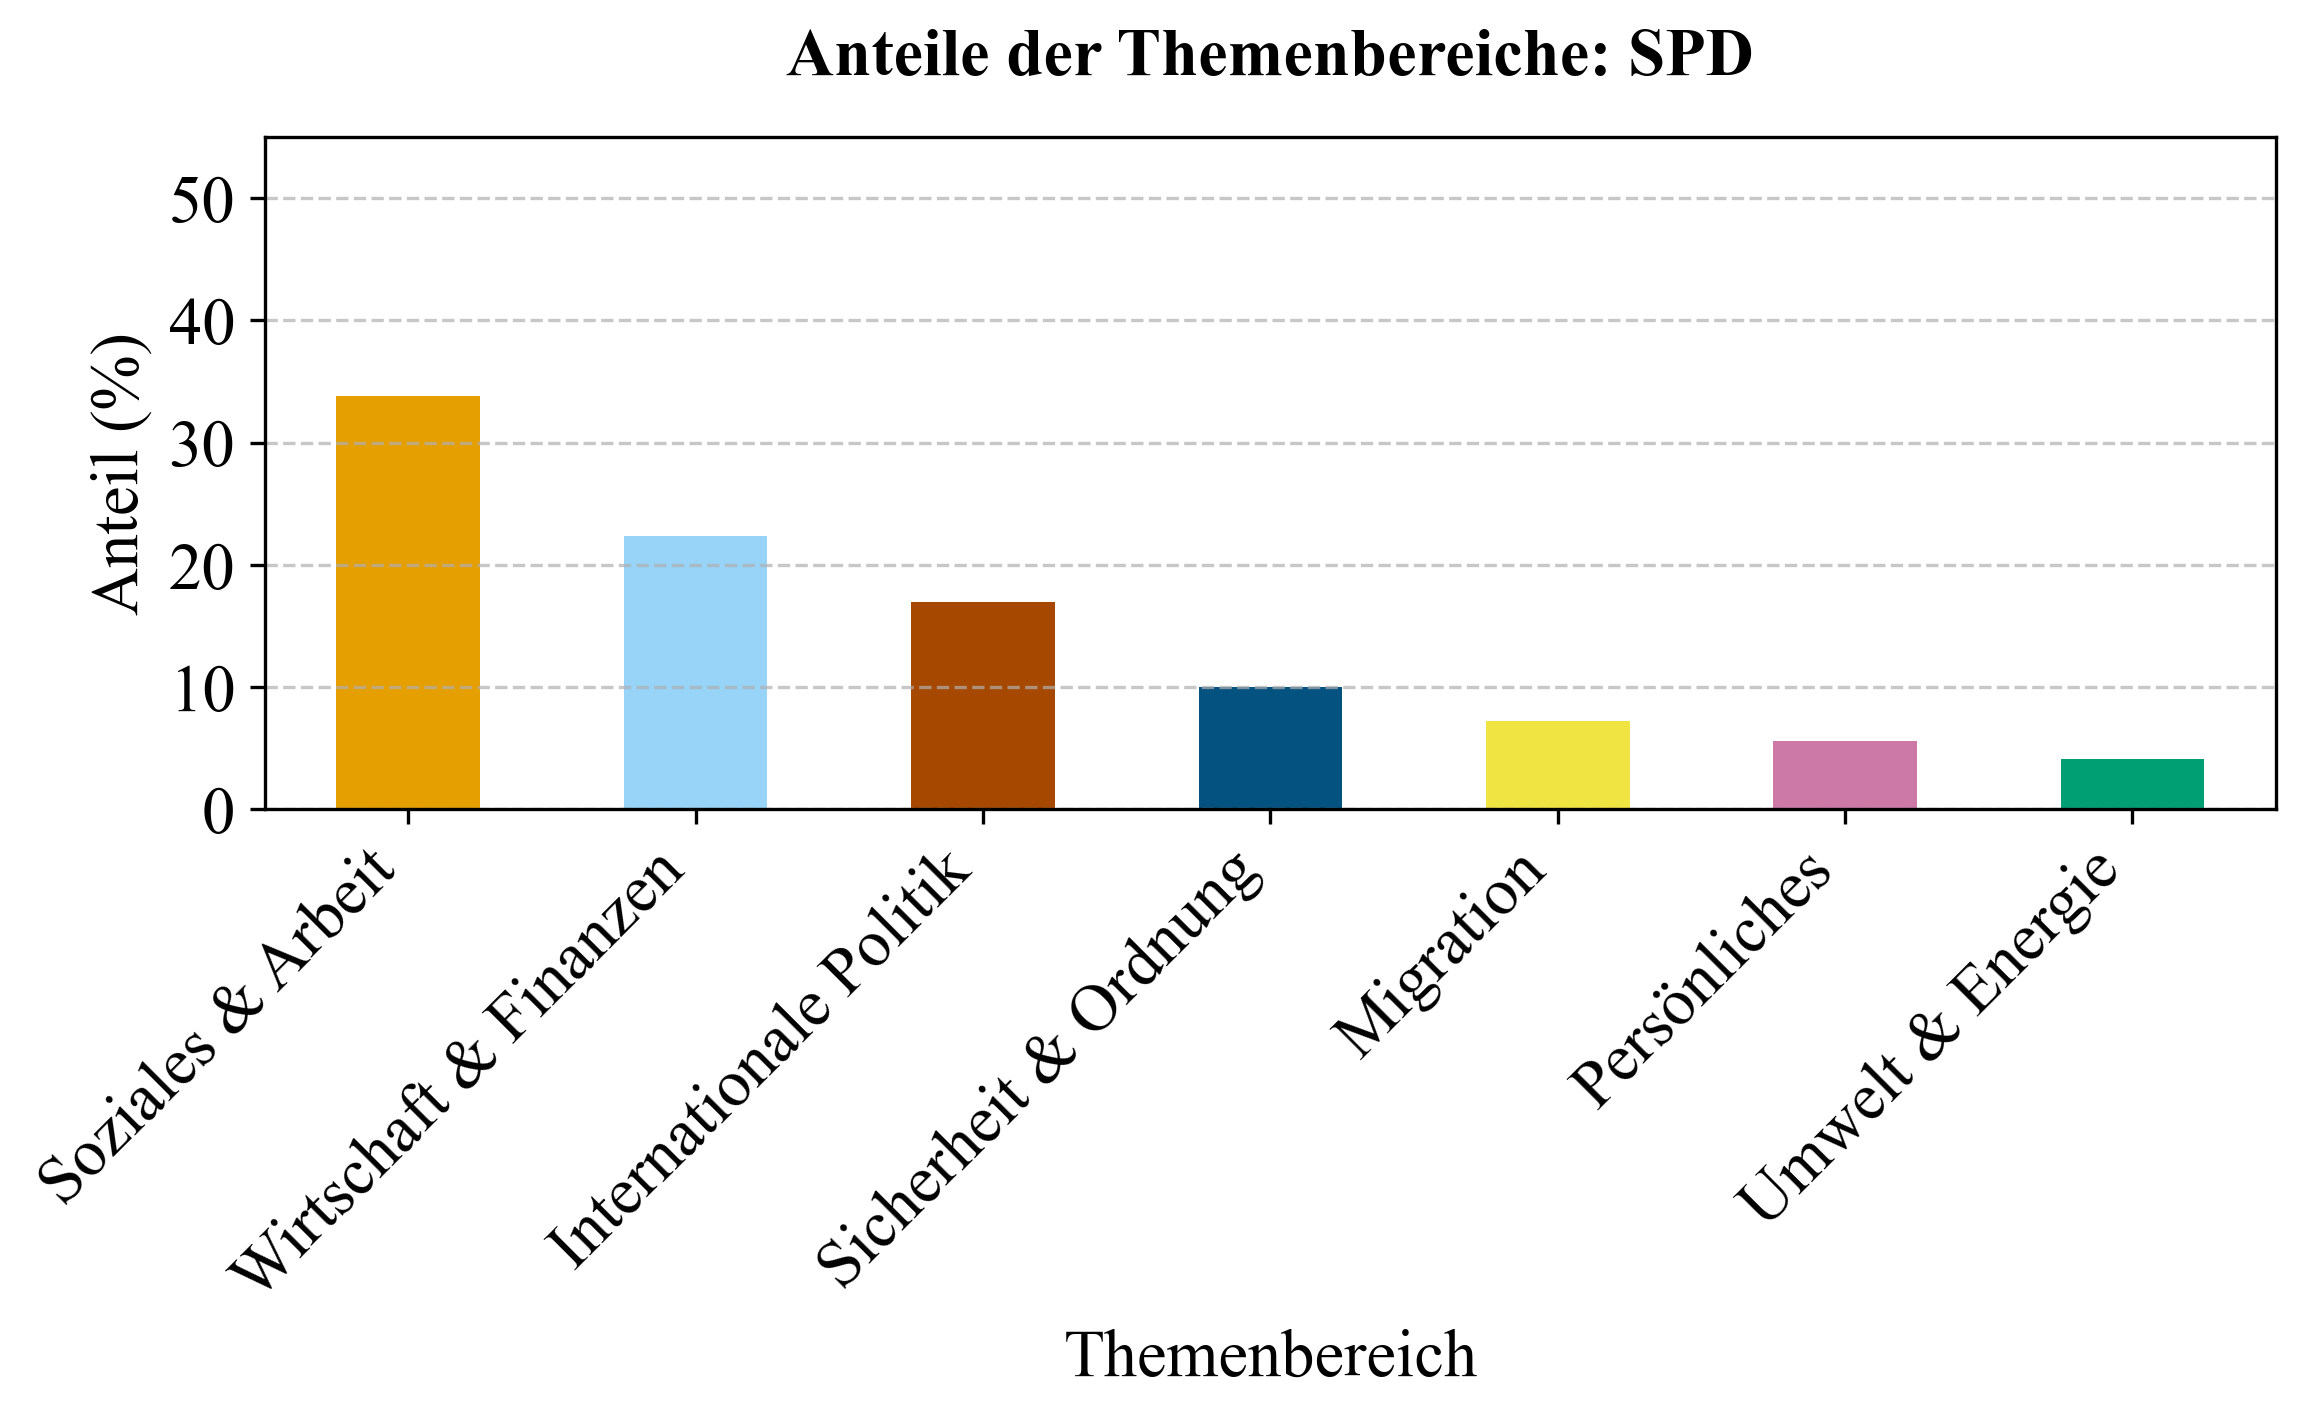 Anteile der Themenbereiche: SPD
Anteil (%)
50
40
30
20
10
0
Soziales & Arbeit
Wirtschaft & Finanzen
Internationale Politik
Sicherheit & Ordnung
Migration
Persönliches
Umwelt & Energie
Themenbereich